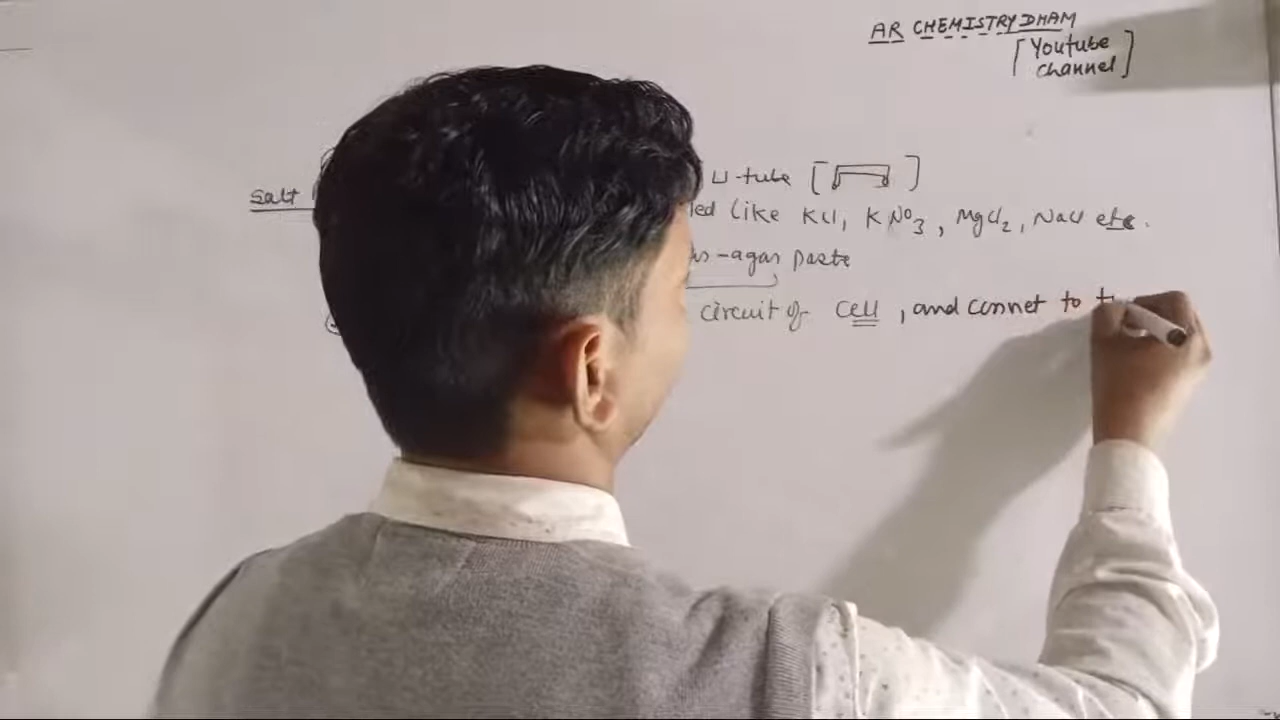 AR CHEMISTRY DHAM
[Youtube
channel]
Salt
U-tube [ ]
led like KCl, KNO3, MgCl2, NaCl etc.
-agar paste
circuit of cell, and connet to